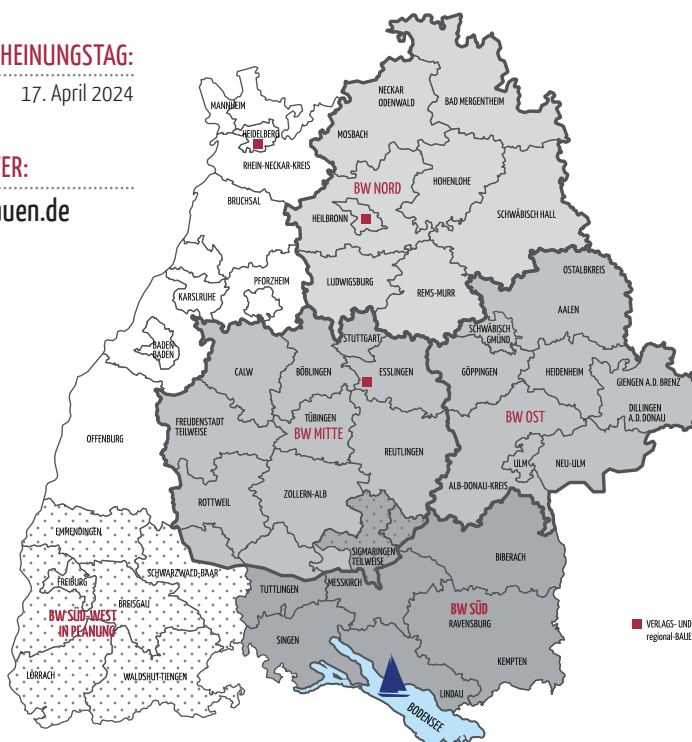 HEINUNGSTAG:
17. April 2024
ER:
uen.de
NECKAR
ODENWALD
BAD MERGENTHEIM
MANNHEIM
HEIDELBERG
MOSBACH
RHEIN-NECKAR-KREIS
BW NORD
HOHENLOHE
BRUCHSAL
HEILBRONN
SCHWÄBISCH HALL
OSTALBKREIS
PFORZHEIM
LUDWIGSBURG
KARLSRUHE
REMS-MURR
AALEN
SCHWÄBISCH
GMÜND
STUTTGART
BADEN
BADEN
CALW
BÖBLINGEN
ESSLINGEN
GÖPPINGEN
HEIDENHEIM
GIENGEN A.D. BRENZ
DILLINGEN
A.D.DONAU
FREUDENSTADT
TEILWEISE
TÜBINGEN
BW MITTE
BW OST
OFFENBURG
REUTLINGEN
ULM
NEU-ULM
ROTTWEIL
ZOLLERN-ALB
ALB-DONAU-KREIS
EMMENDINGEN
SIGMARINGEN
TEILWEISE
BIBERACH
FREIBURG
SCHWARZWALD-BAAR
TUTTLINGEN
MESSKIRCH
BREISGAU
BW SÜD-WEST
IN PLANUNG
BW SÜD
RAVENSBURG
SINGEN
VERLAGS- UND
regional-BAUE
LÖRRACH
WALDSHUT-TIENGEN
KEMPTEN
LINDAU
BODENSEE